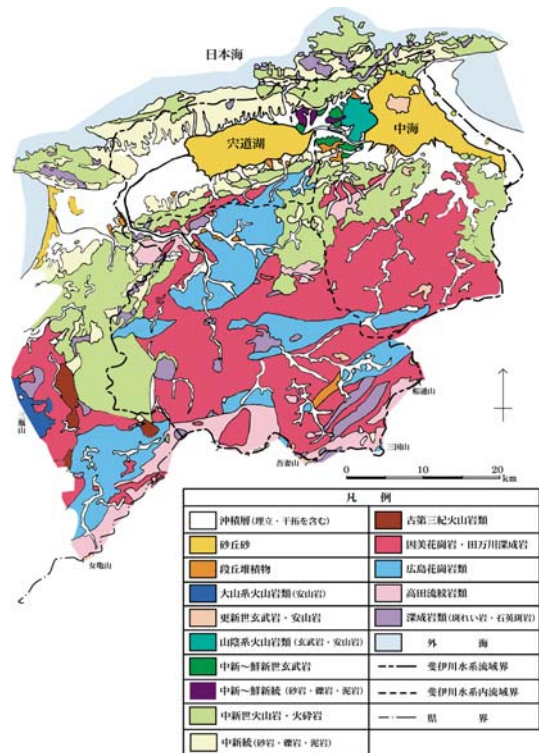 日本海
宍道湖
中海
三瓶山
船通山
三国山
吾妻山
女亀山
0 10 20
km
凡 例
沖積層 (埋立・干拓を含む)
砂丘砂
段丘堆積物
大山系火山岩類 (安山岩)
更新世玄武岩・安山岩
山陰系火山岩類 (玄武岩・安山岩)
中新～鮮新世玄武岩
中新～鮮新統 (砂岩・礫岩・泥岩)
中新世火山岩・火砕岩
中新統 (砂岩・礫岩・泥岩)
古第三紀火山岩類
因美花崗岩・田万川深成岩
広島花崗岩類
高田流紋岩類
深成岩類 (斑れい岩・石英斑岩)
外 海
斐伊川水系流域界
斐伊川水系内流域界
県 界